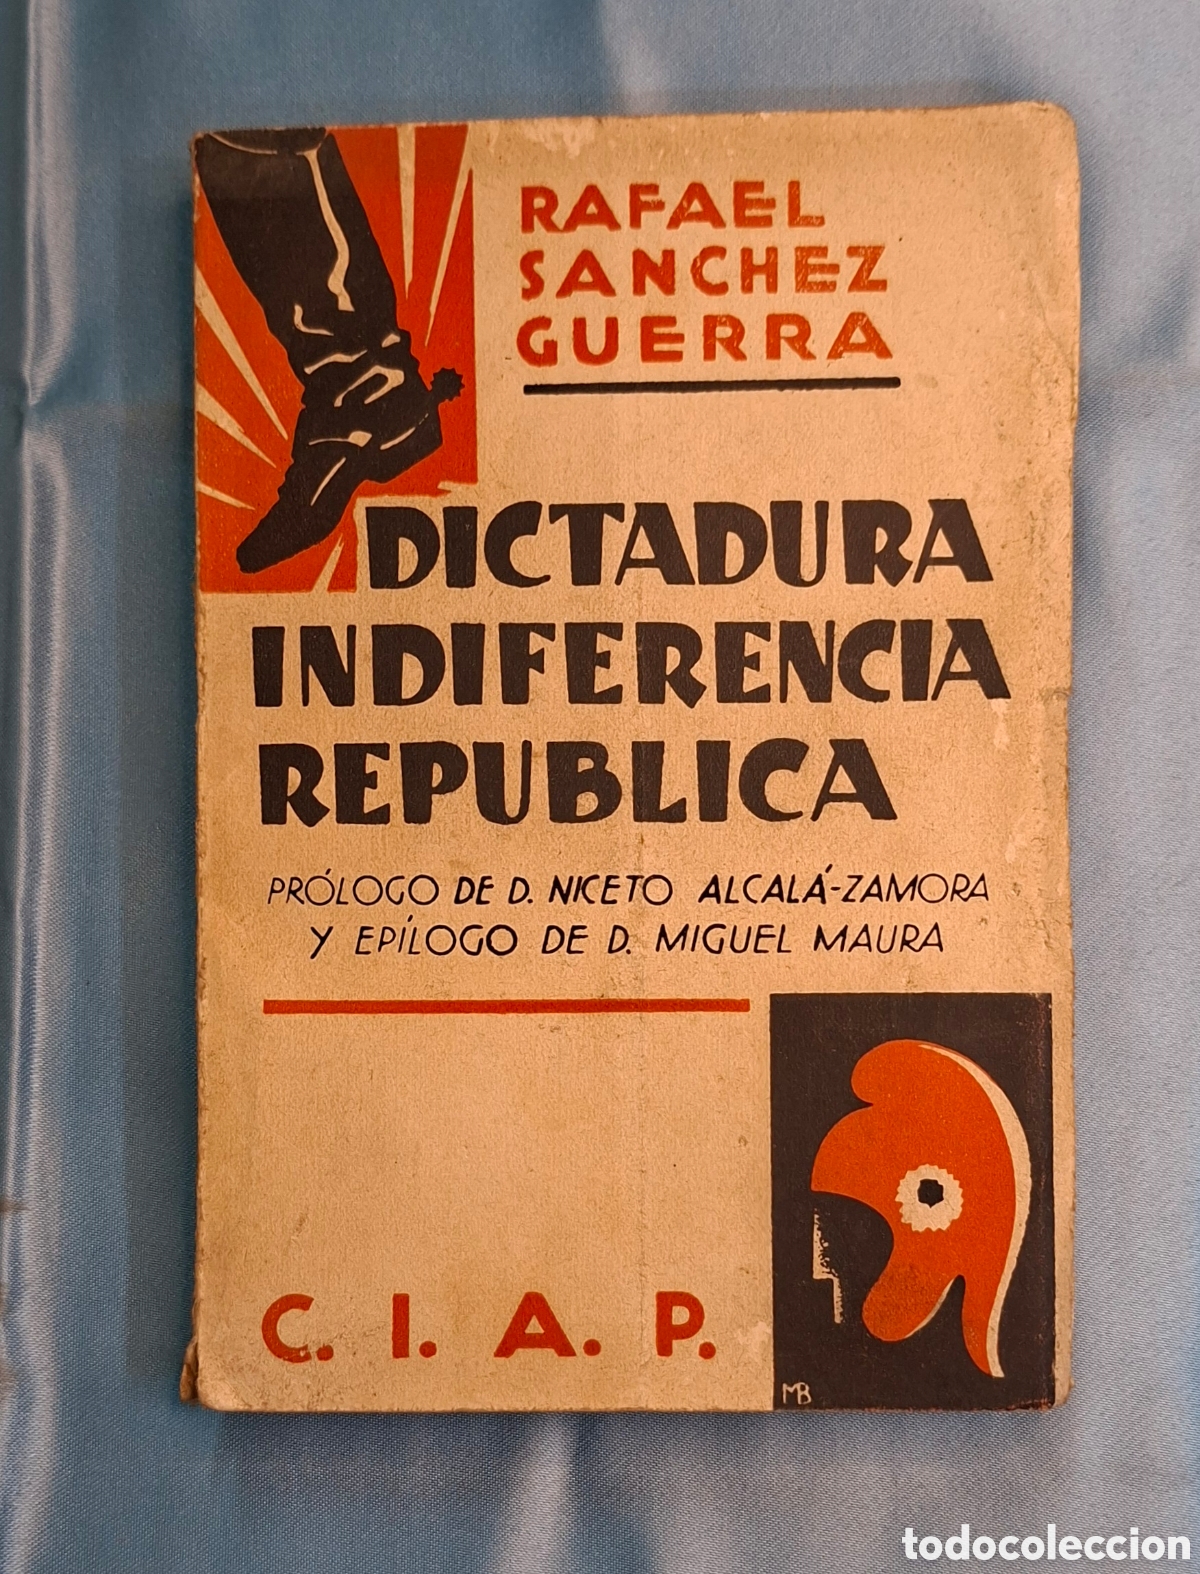 RAFAEL
SANCHEZ
GUERRA
DICTADURA
INDIFERENCIA
REPUBLICA
PRÓLOGO DE D. NICETO ALCALÁ-ZAMORA
Y EPÍLOGO DE D. MIGUEL MAURA
C. I. A. P.
MB
todocoleccion